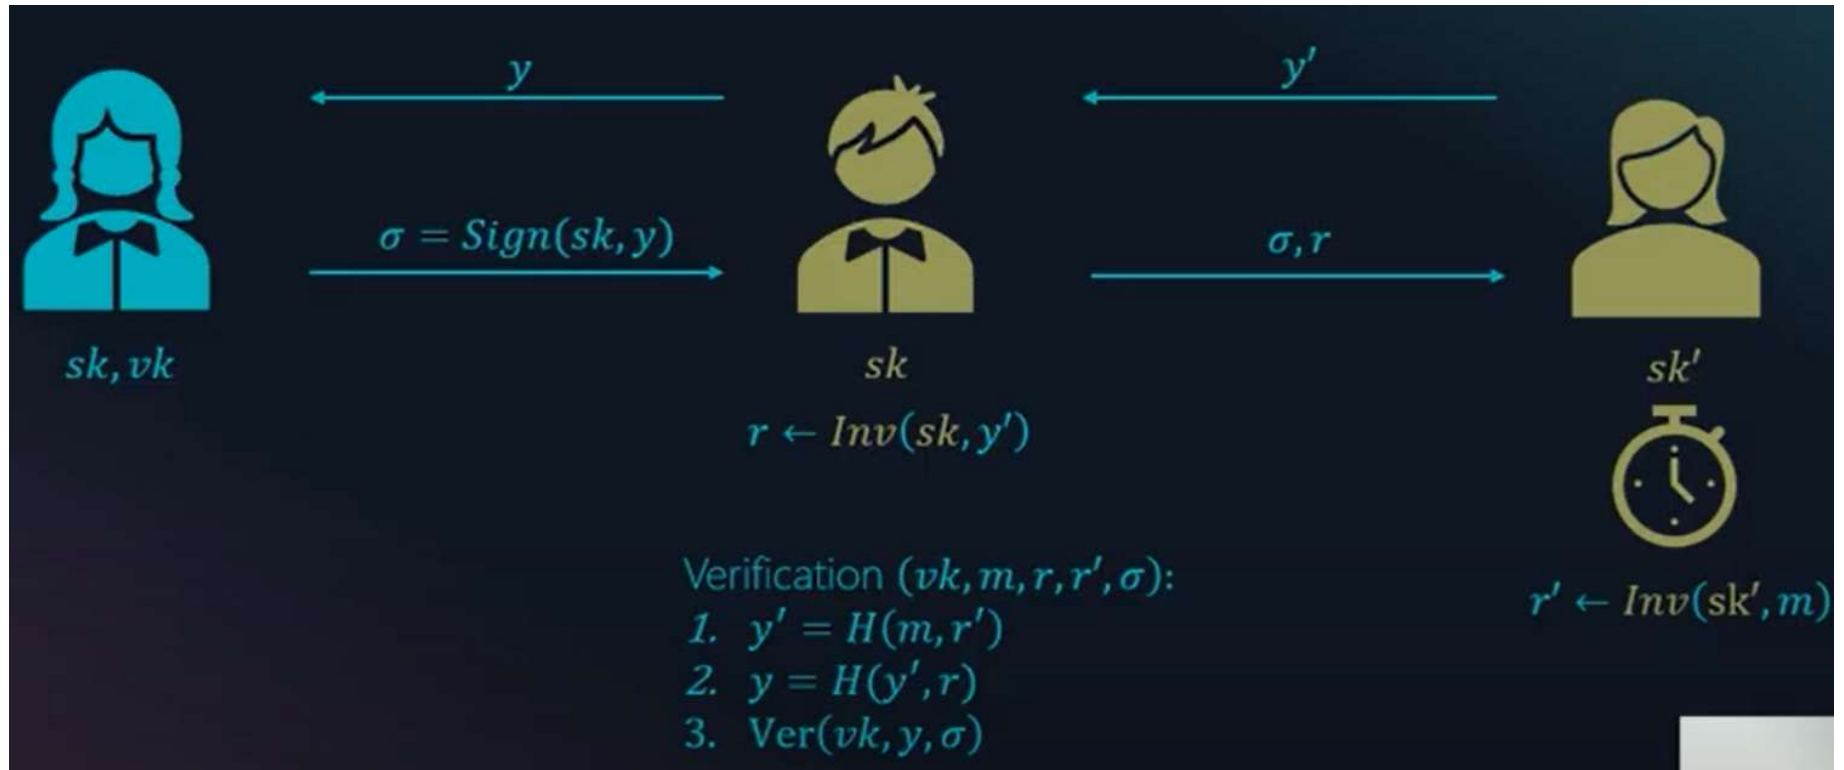 y
y′
σ = Sign(sk, y)
σ, r
sk, vk
sk
sk′
r ← Inv(sk, y′)
r′ ← Inv(sk′, m)
Verification (vk, m, r, r′, σ):
1. y′ = H(m, r′)
2. y = H(y′, r)
3. Ver(vk, y, σ)